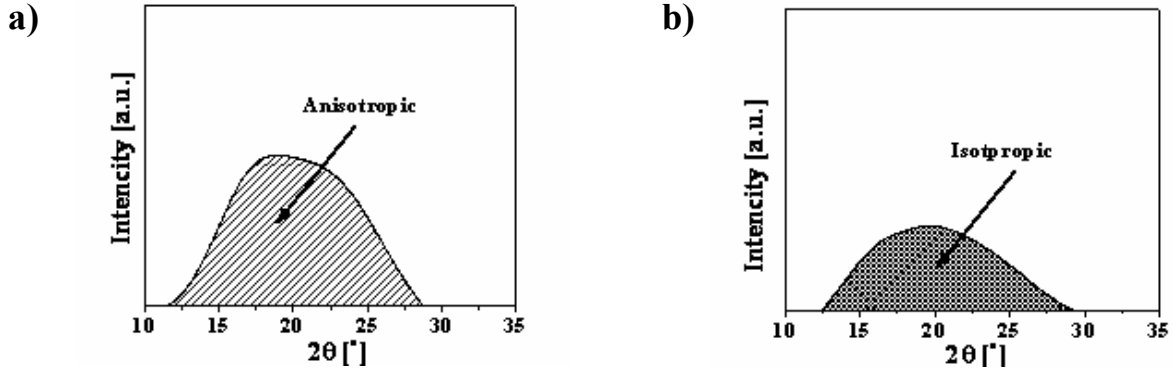 a)
Intencity [a.u.]
Anisotropic
10 15 20 25 30 35
2θ [°]
b)
Intencity [a.u.]
Isotpropic
10 15 20 25 30 35
2θ [°]